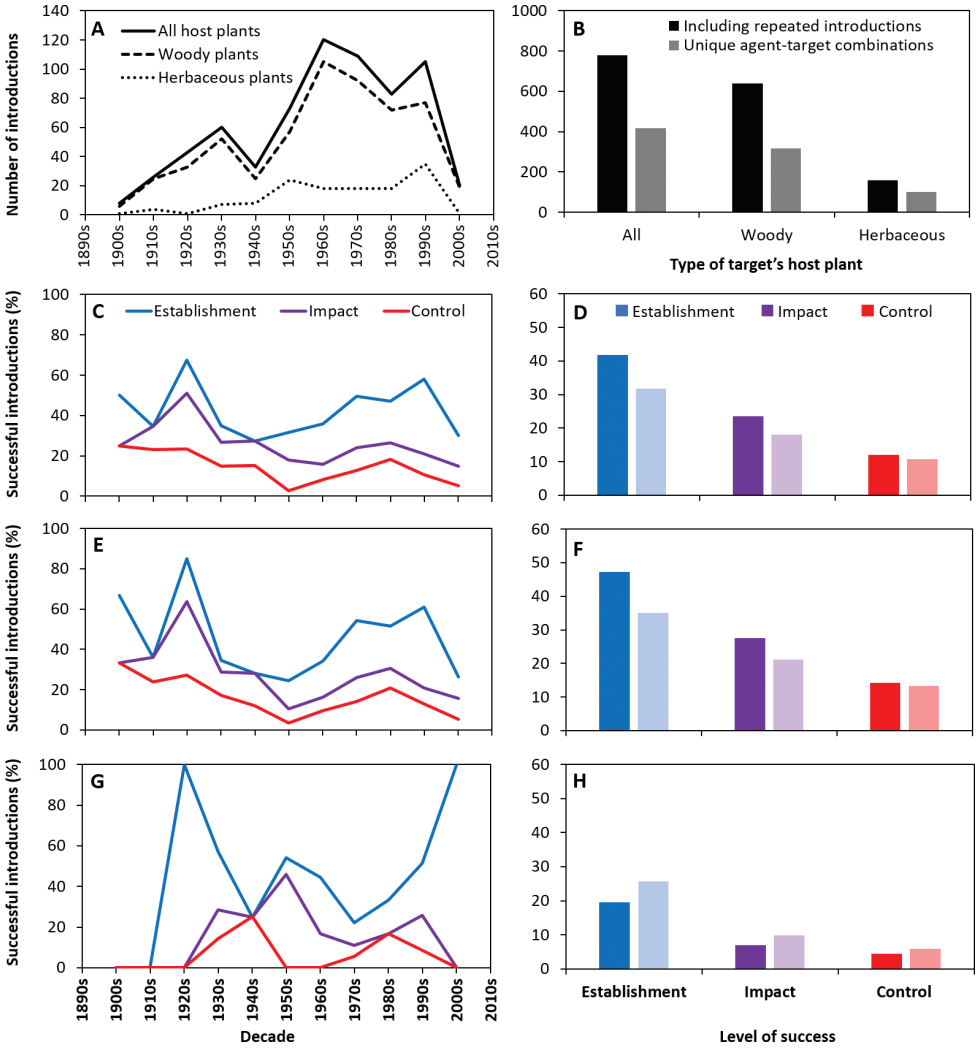 A
All host plants
Woody plants
Herbaceous plants
Number of introductions
140
120
100
80
60
40
20
0
1890s 1900s 1910s 1920s 1930s 1940s 1950s 1960s 1970s 1980s 1990s 2000s 2010s
B
Including repeated introductions
Unique agent-target combinations
1000
800
600
400
200
0
All Woody Herbaceous
Type of target’s host plant
C Establishment Impact Control
Successful introductions (%)
100
80
60
40
20
0
D Establishment Impact Control
60
50
40
30
20
10
0
E
Successful introductions (%)
100
80
60
40
20
0
F
60
50
40
30
20
10
0
G
Successful introductions (%)
100
80
60
40
20
0
1890s 1900s 1910s 1920s 1930s 1940s 1950s 1960s 1970s 1980s 1990s 2000s 2010s
Decade
H
60
50
40
30
20
10
0
Establishment Impact Control
Level of success